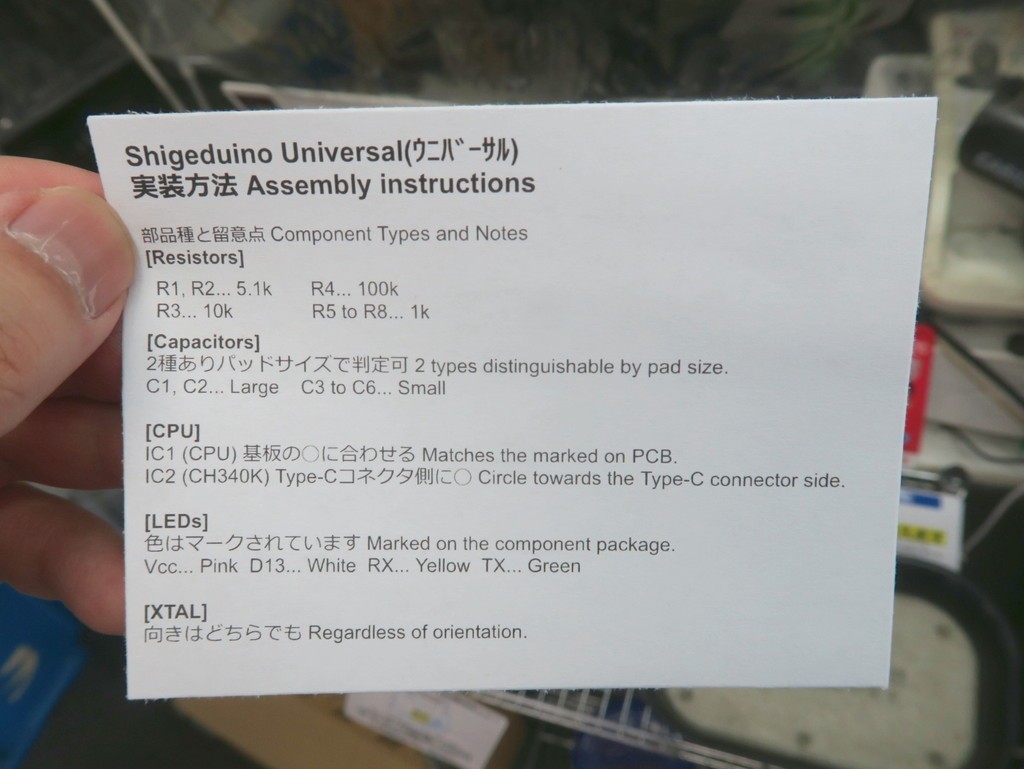 Shigeduino Universal(ｳﾆﾊﾞｰｻﾙ)
実装方法 Assembly instructions
部品種と留意点 Component Types and Notes
[Resistors]
R1, R2... 5.1k R4... 100k
R3... 10k R5 to R8... 1k
[Capacitors]
2種ありパッドサイズで判定可 2 types distinguishable by pad size.
C1, C2... Large C3 to C6... Small
[CPU]
IC1 (CPU) 基板の○に合わせる Matches the marked on PCB.
IC2 (CH340K) Type-Cコネクタ側に○ Circle towards the Type-C connector side.
[LEDs]
色はマークされています Marked on the component package.
Vcc... Pink D13... White RX... Yellow TX... Green
[XTAL]
向きはどちらでも Regardless of orientation.